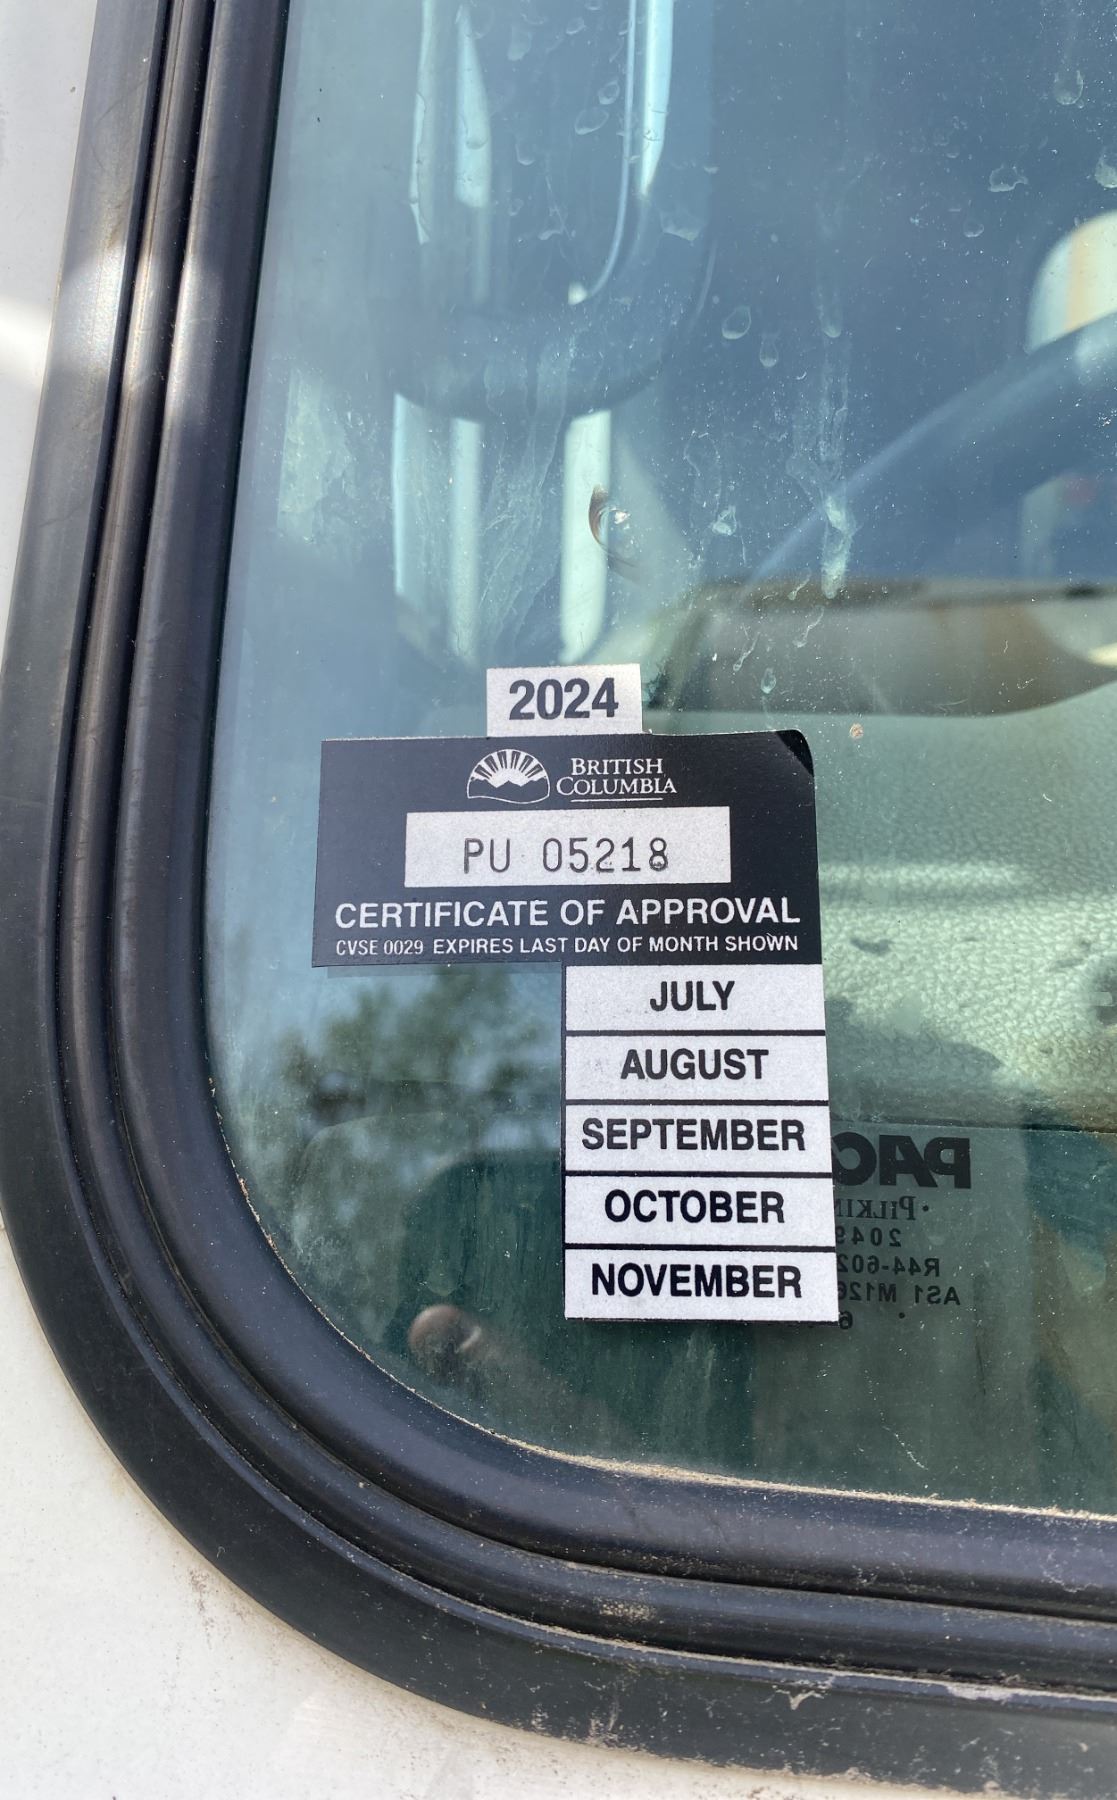 2024
BRITISH
COLUMBIA
PU 05218
CERTIFICATE OF APPROVAL
CVSE 0029 EXPIRES LAST DAY OF MONTH SHOWN
JULY
AUGUST
SEPTEMBER
OCTOBER
NOVEMBER
AS1